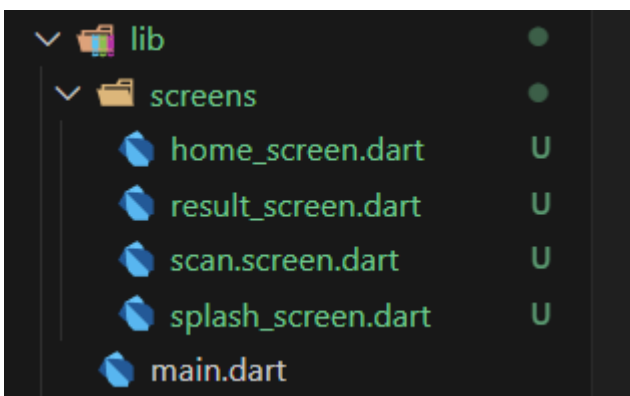 lib
screens
home_screen.dart U
result_screen.dart U
scan.screen.dart U
splash_screen.dart U
main.dart